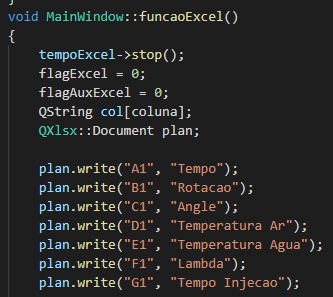 void MainWindow::funcaoExcel()
{
    tempoExcel->stop();
    flagExcel = 0;
    flagAuxExcel = 0;
    QString col[coluna];
    QXlsx::Document plan;

    plan.write("A1", "Tempo");
    plan.write("B1", "Rotacao");
    plan.write("C1", "Angle");
    plan.write("D1", "Temperatura Ar");
    plan.write("E1", "Temperatura Agua");
    plan.write("F1", "Lambda");
    plan.write("G1", "Tempo Injecao");